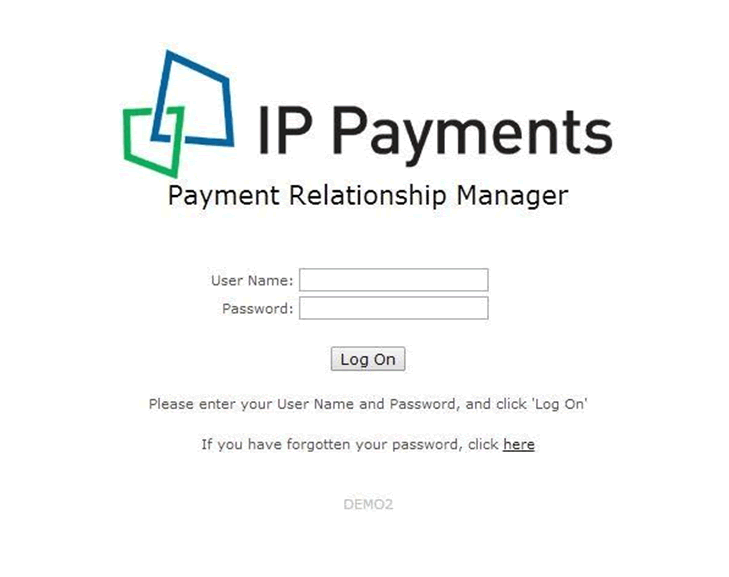 IP Payments
Payment Relationship Manager
User Name:
Password:
Log On
Please enter your User Name and Password, and click 'Log On'
If you have forgotten your password, click here
DEMO2